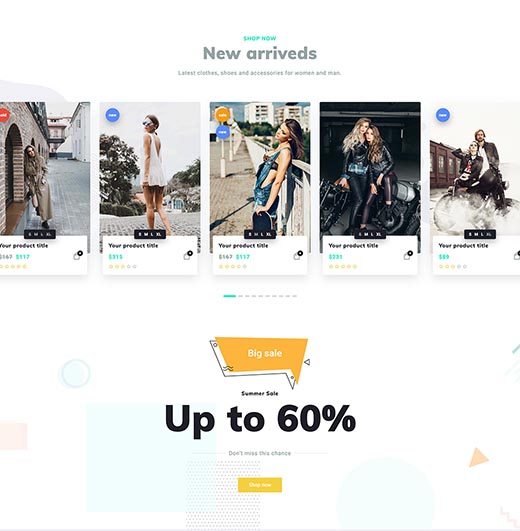 SHOP NOW
New arriveds
Latest clothes, shoes and accessories for women and man.
new
sale
new
new
S M L XL
S M L XL
S M L XL
S M L XL
S M L XL
Your product title
Your product title
Your product title
Your product title
Your product title
$167 $117
$315
$167 $117
$231
$89
Big sale
Summer Sale
Up to 60%
Don't miss this chance
Shop now